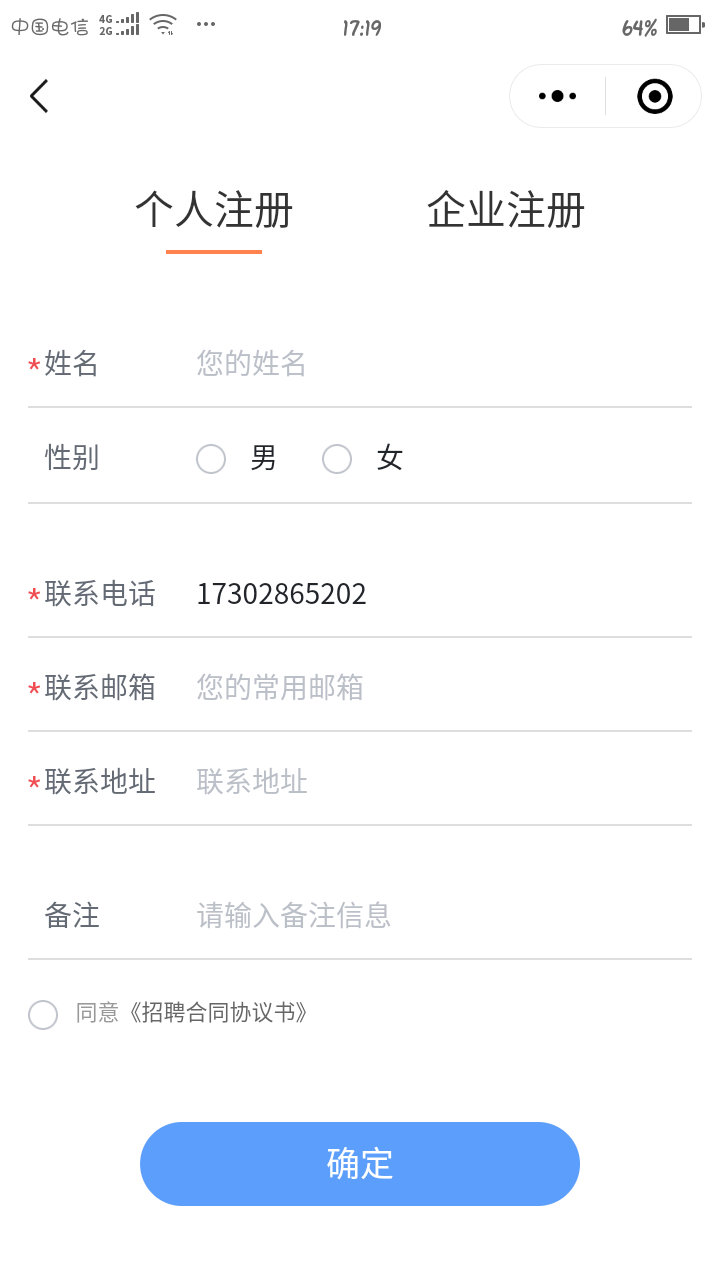 中国电信 4G 2G 17:19 64%
个人注册 企业注册
*姓名 您的姓名
性别 男 女
*联系电话 17302865202
*联系邮箱 您的常用邮箱
*联系地址 联系地址
备注 请输入备注信息
同意《招聘合同协议书》
确定